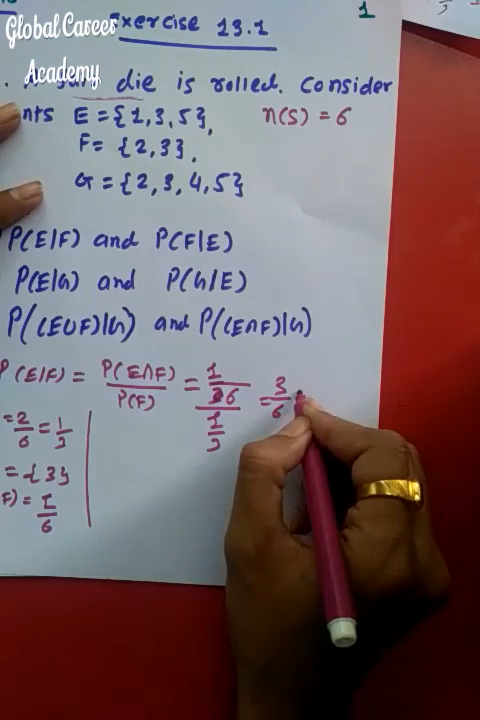 Global Career
Academy
Exercise 13.1
1
die is rolled. Consider
nts E = {1,3,5}, n(S) = 6
F = {2,3},
G = {2,3,4,5}
P(E|F) and P(F|E)
P(E|G) and P(G|E)
P((E∪F)|G) and P((E∩F)|G)
P(E|F) = P(E∩F)/P(F) = (1/6)/(1/3) = 3/6
= 2/6 = 1/3
= {3}
F) = 1/6